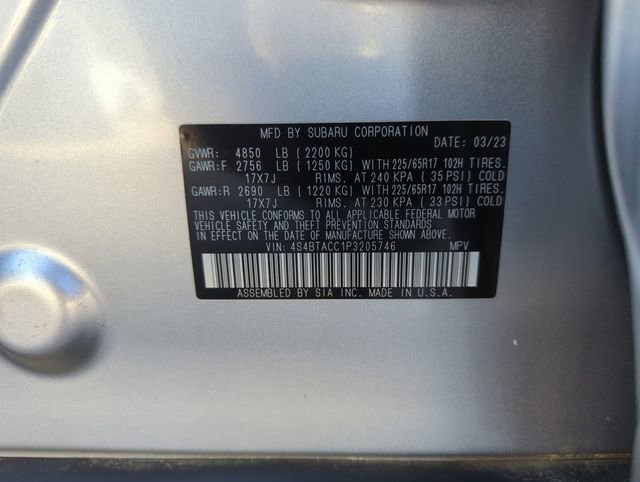 MFD BY SUBARU CORPORATION
DATE: 03/23
GVWR: 4850 LB (2200 KG)
GAWR:F 2756 LB (1250 KG) WITH 225/65R17 102H TIRES.
17X7J RIMS. AT 240 KPA (35 PSI) COLD
GAWR:R 2690 LB (1220 KG) WITH 225/65R17 102H TIRES.
17X7J RIMS. AT 230 KPA (33 PSI) COLD
THIS VEHICLE CONFORMS TO ALL APPLICABLE FEDERAL MOTOR
VEHICLE SAFETY AND THEFT PREVENTION STANDARDS
IN EFFECT ON THE DATE OF MANUFACTURE SHOWN ABOVE.
VIN: 4S4BTACC1P3205746 MPV
ASSEMBLED BY SIA INC. MADE IN U.S.A.